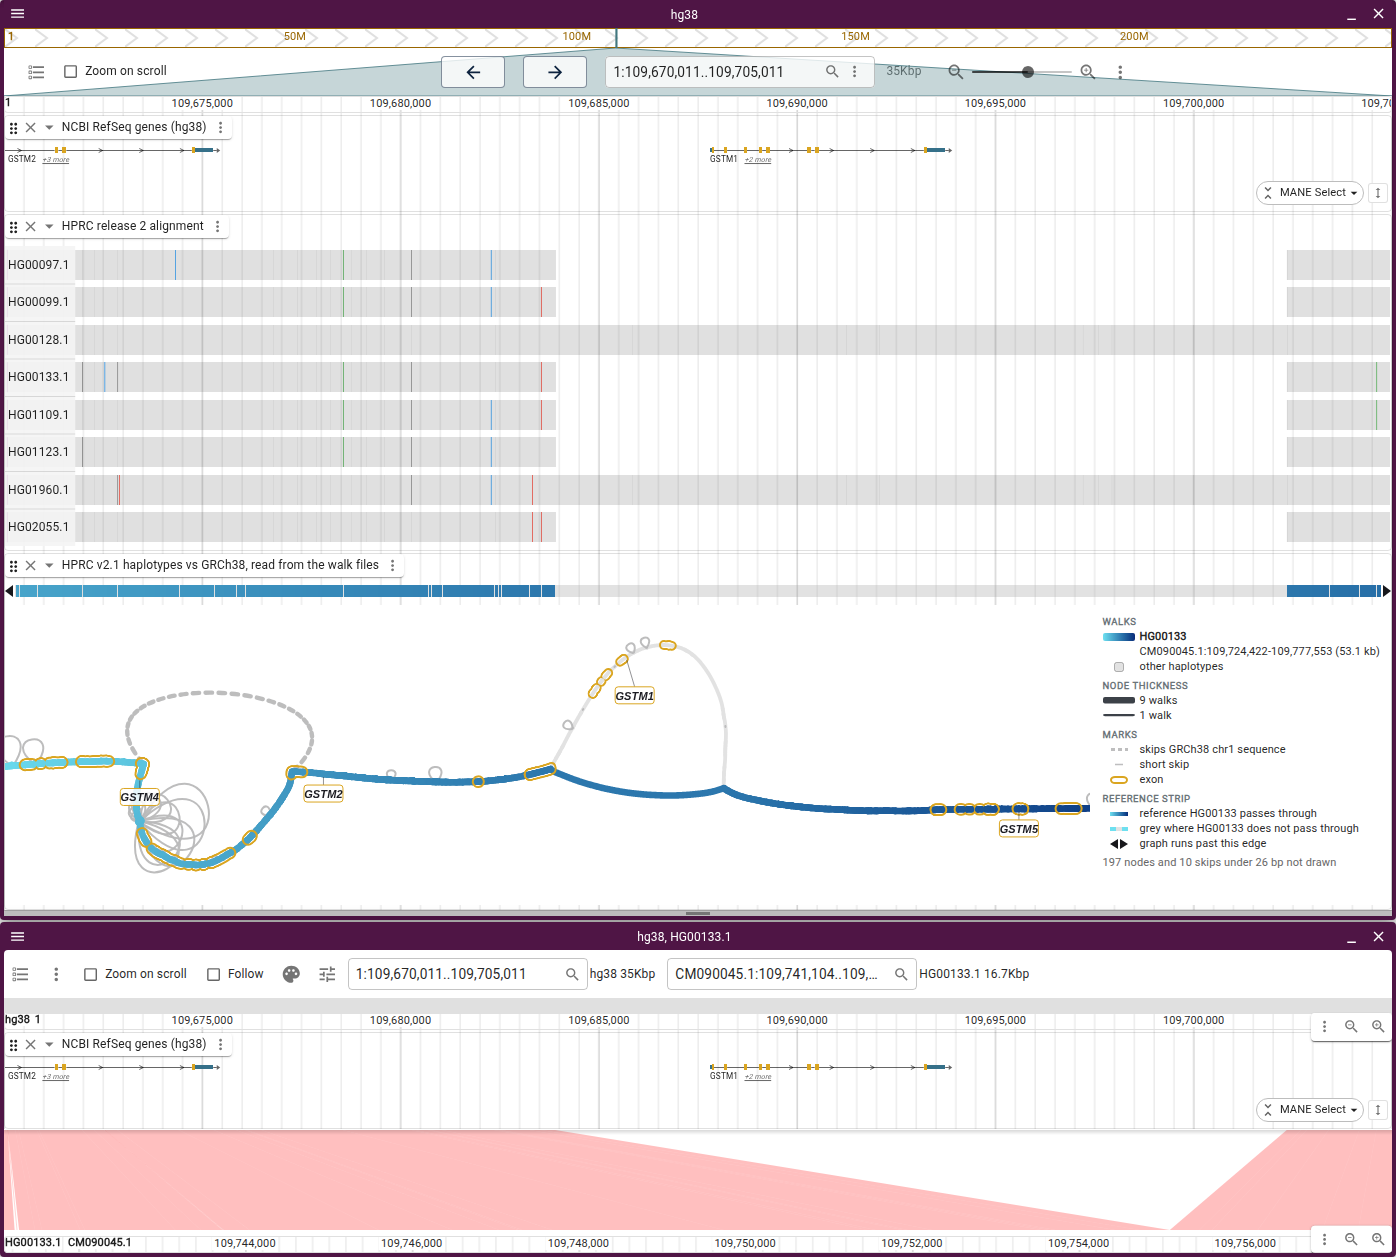 hg38
1 50M 100M 150M 200M
Zoom on scroll 1:109,670,011..109,705,011 35Kbp
1 109,675,000 109,680,000 109,685,000 109,690,000 109,695,000 109,700,000 109,7
NCBI RefSeq genes (hg38)
GSTM2 +3 more GSTM1 +2 more
MANE Select
HPRC release 2 alignment
HG00097.1
HG00099.1
HG00128.1
HG00133.1
HG01109.1
HG01123.1
HG01960.1
HG02055.1
HPRC v2.1 haplotypes vs GRCh38, read from the walk files
WALKS
HG00133
CM090045.1:109,724,422-109,777,553 (53.1 kb)
other haplotypes
NODE THICKNESS
9 walks
1 walk
MARKS
skips GRCh38 chr1 sequence
short skip
exon
REFERENCE STRIP
reference HG00133 passes through
grey where HG00133 does not pass through
graph runs past this edge
197 nodes and 10 skips under 26 bp not drawn
GSTM1
GSTM4
GSTM2
GSTM5
hg38, HG00133.1
Zoom on scroll Follow 1:109,670,011..109,705,011 hg38 35Kbp CM090045.1:109,741,104..109,... HG00133.1 16.7Kbp
hg38 1 109,675,000 109,680,000 109,685,000 109,690,000 109,695,000 109,700,000
NCBI RefSeq genes (hg38)
GSTM2 +3 more GSTM1 +2 more
MANE Select
HG00133.1 CM090045.1 109,744,000 109,746,000 109,748,000 109,750,000 109,752,000 109,754,000 109,756,000